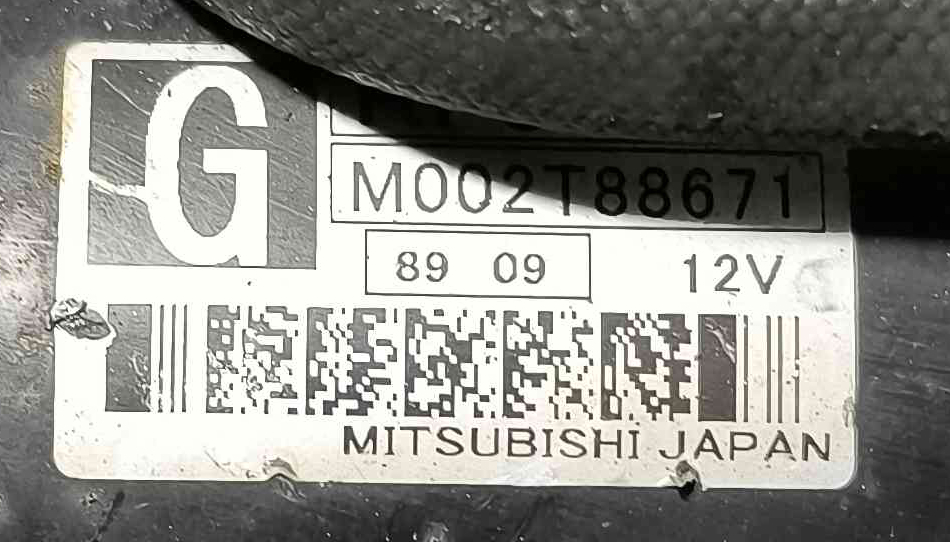 G
M002T88671
89 09
12V
MITSUBISHI JAPAN